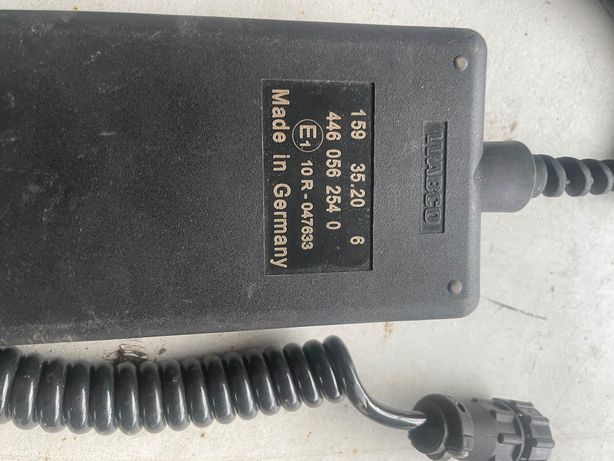 WABCO
159 35.20 6
446 056 254 0
E1 10 R - 047633
Made in Germany